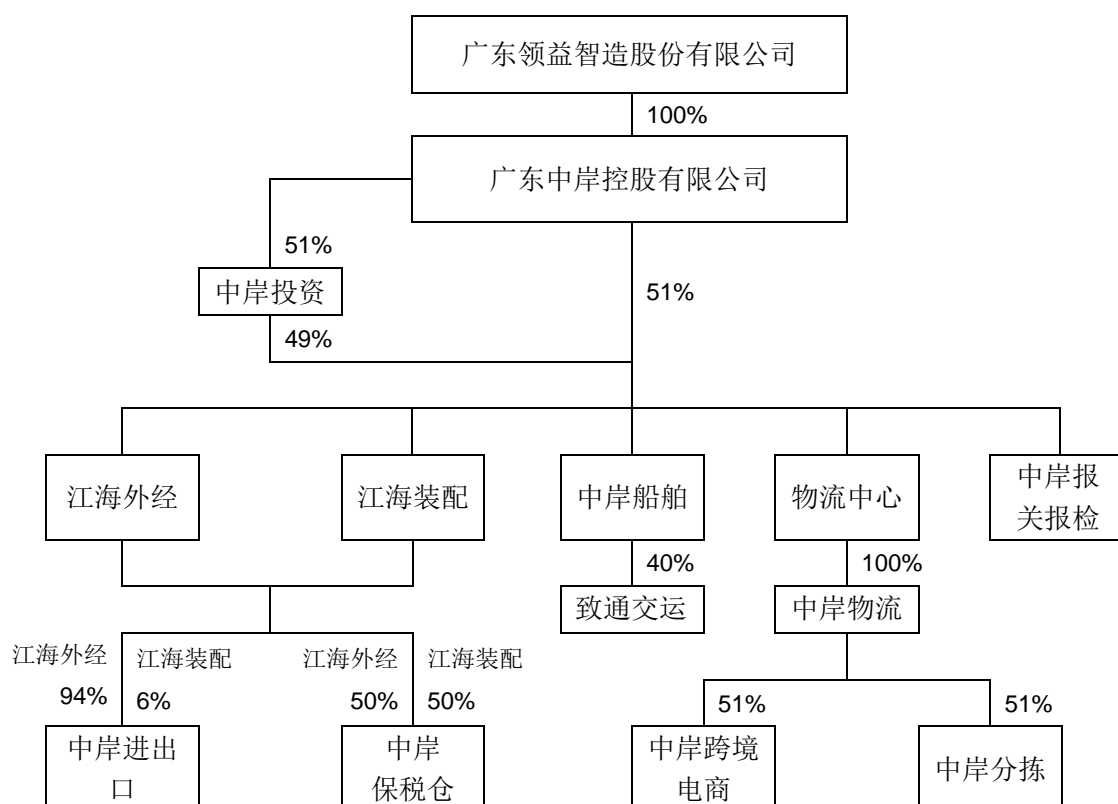 广东领益智造股份有限公司
100%
广东中岸控股有限公司
51%
中岸投资
51%
49%
江海外经
江海装配
中岸船舶
物流中心
中岸报
关报检
40%
100%
致通交运
中岸物流
江海外经
江海装配
江海外经
江海装配
94%
6%
50%
50%
51%
51%
中岸进出
口
中岸
保税仓
中岸跨境
电商
中岸分拣